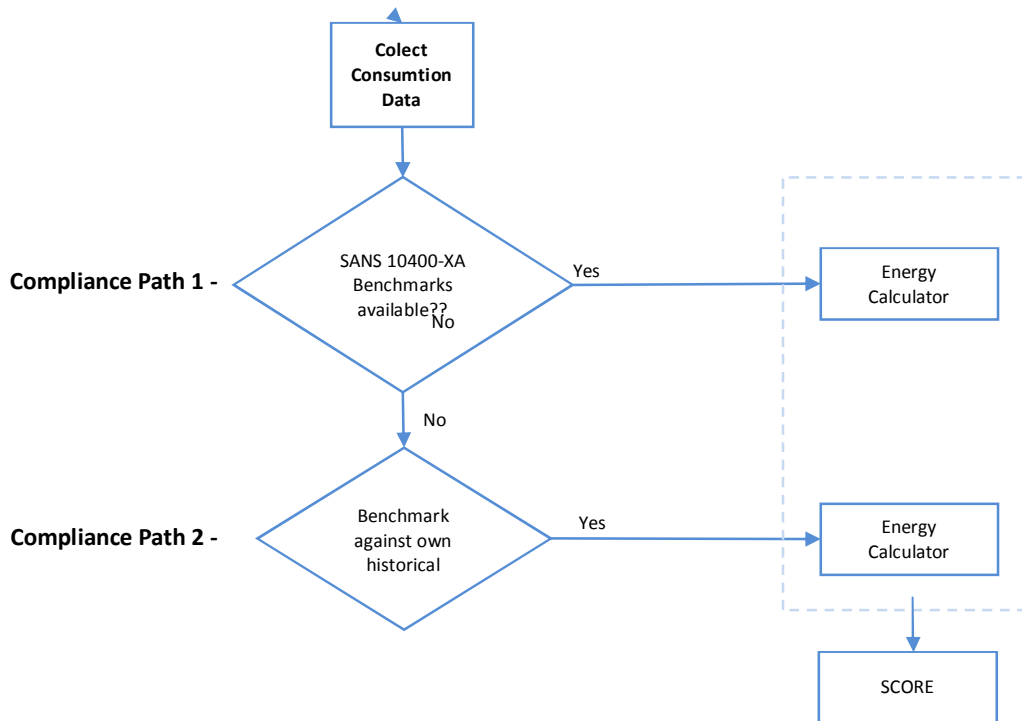 Colect
Consumtion
Data
Compliance Path 1 -
SANS 10400-XA
Benchmarks
available??
No
Yes
Energy
Calculator
No
Compliance Path 2 -
Benchmark
against own
historical
Yes
Energy
Calculator
SCORE